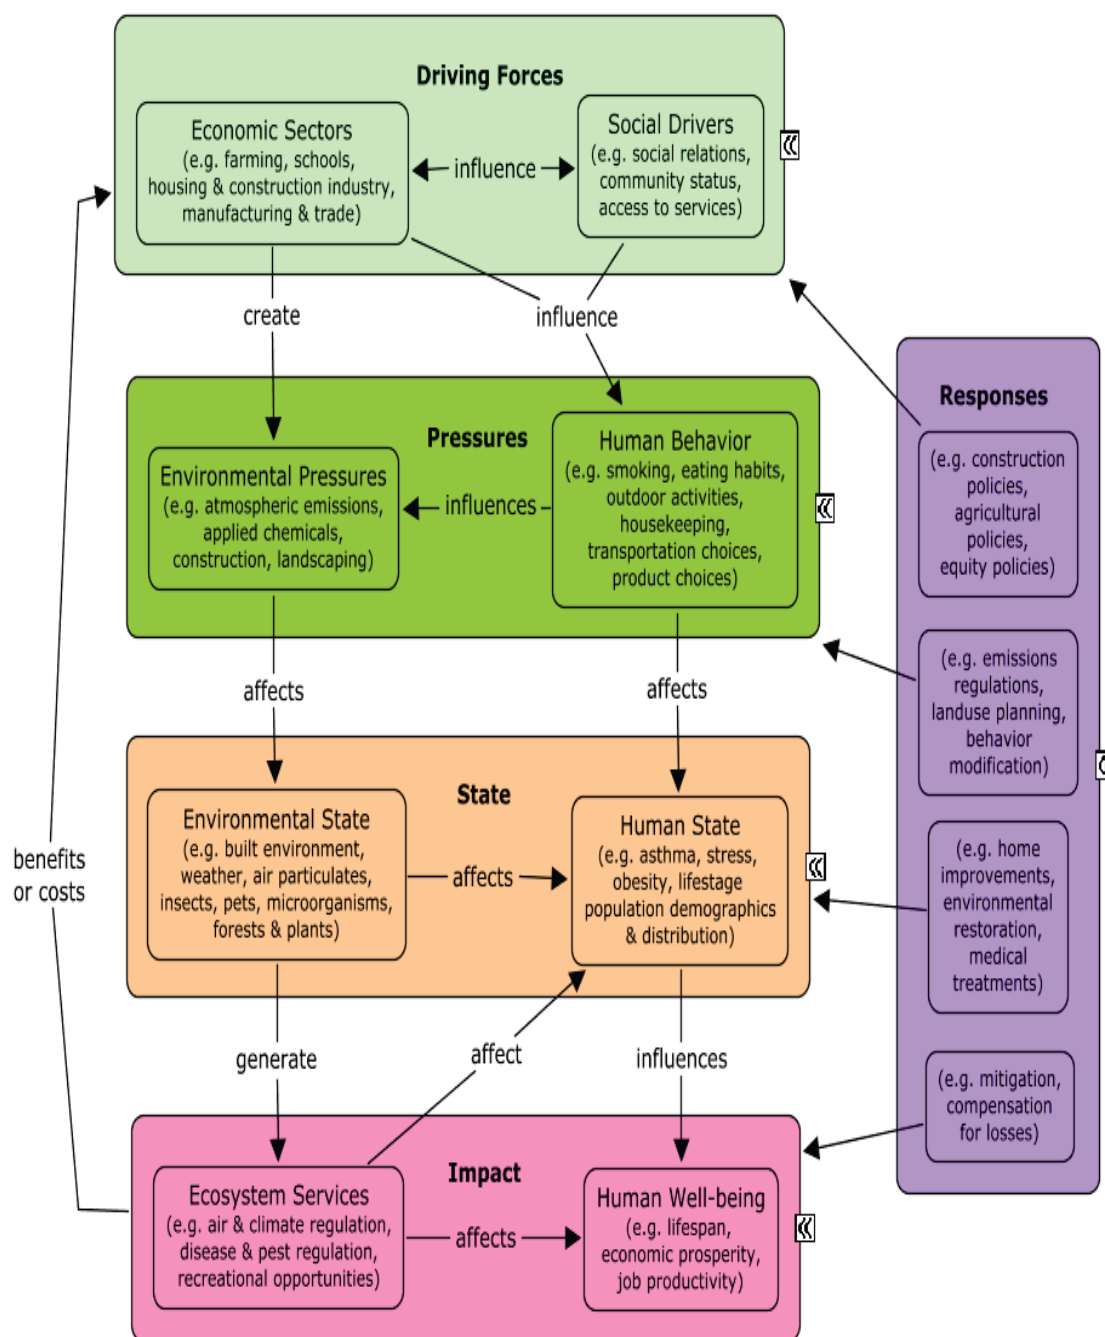 Driving Forces
Economic Sectors
(e.g. farming, schools,
housing & construction industry,
manufacturing & trade)
influence
Social Drivers
(e.g. social relations,
community status,
access to services)
create
influence
Pressures
Environmental Pressures
(e.g. atmospheric emissions,
applied chemicals,
construction, landscaping)
influences
Human Behavior
(e.g. smoking, eating habits,
outdoor activities,
housekeeping,
transportation choices,
product choices)
affects
affects
State
Environmental State
(e.g. built environment,
weather, air particulates,
insects, pets, microorganisms,
forests & plants)
affects
Human State
(e.g. asthma, stress,
obesity, lifestage
population demographics
& distribution)
benefits
or costs
generate
affect
influences
Impact
Ecosystem Services
(e.g. air & climate regulation,
disease & pest regulation,
recreational opportunities)
affects
Human Well-being
(e.g. lifespan,
economic prosperity,
job productivity)
Responses
(e.g. construction
policies,
agricultural
policies,
equity policies)
(e.g. emissions
regulations,
landuse planning,
behavior
modification)
(e.g. home
improvements,
environmental
restoration,
medical
treatments)
(e.g. mitigation,
compensation
for losses)